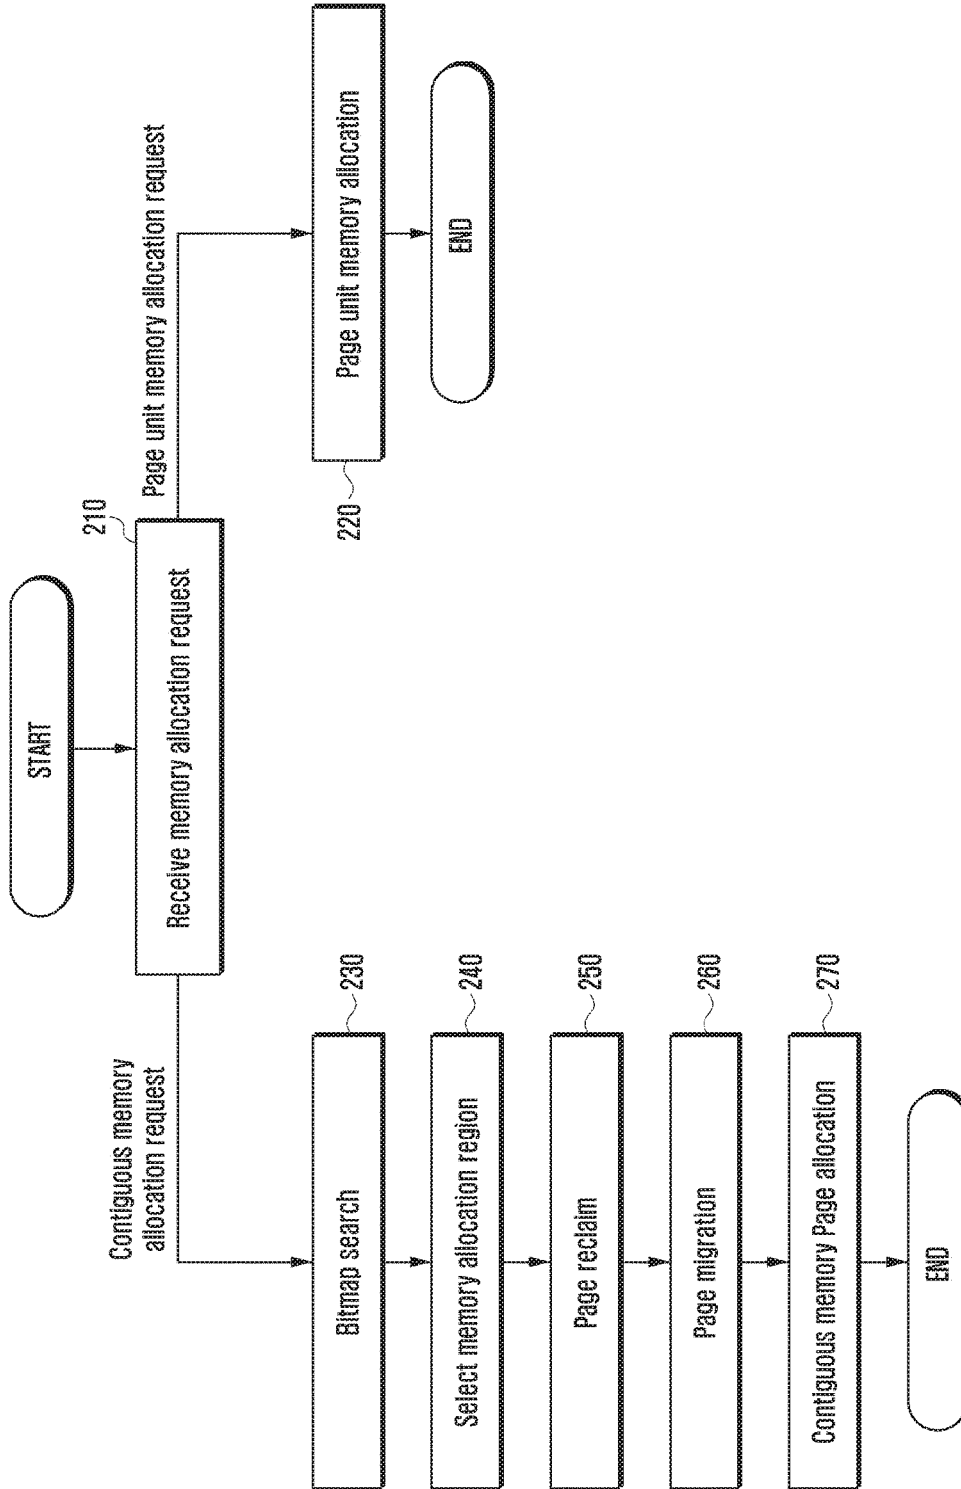 START
210
Receive memory allocation request
Contiguous memory
allocation request
Page unit memory allocation request
Bitmap search
230
Select memory allocation region
240
Page reclaim
250
Page migration
260
Contiguous memory Page allocation
270
END
Page unit memory allocation
220
END